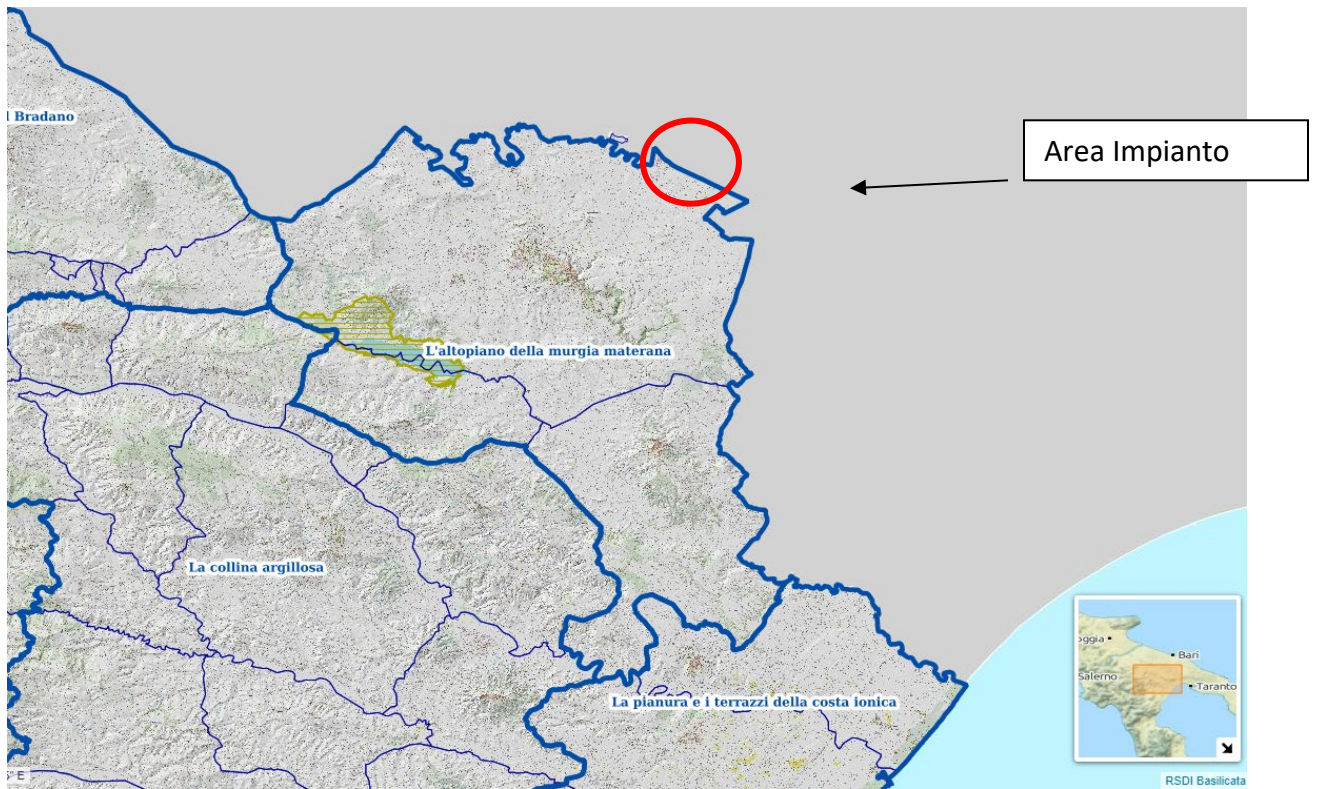 l Bradano
Area Impianto
L'altopiano della murgia materana
La collina argillosa
La pianura e i terrazzi della costa ionica
oggia
Bari
Salerno
Taranto
" E
RSDI Basilicata